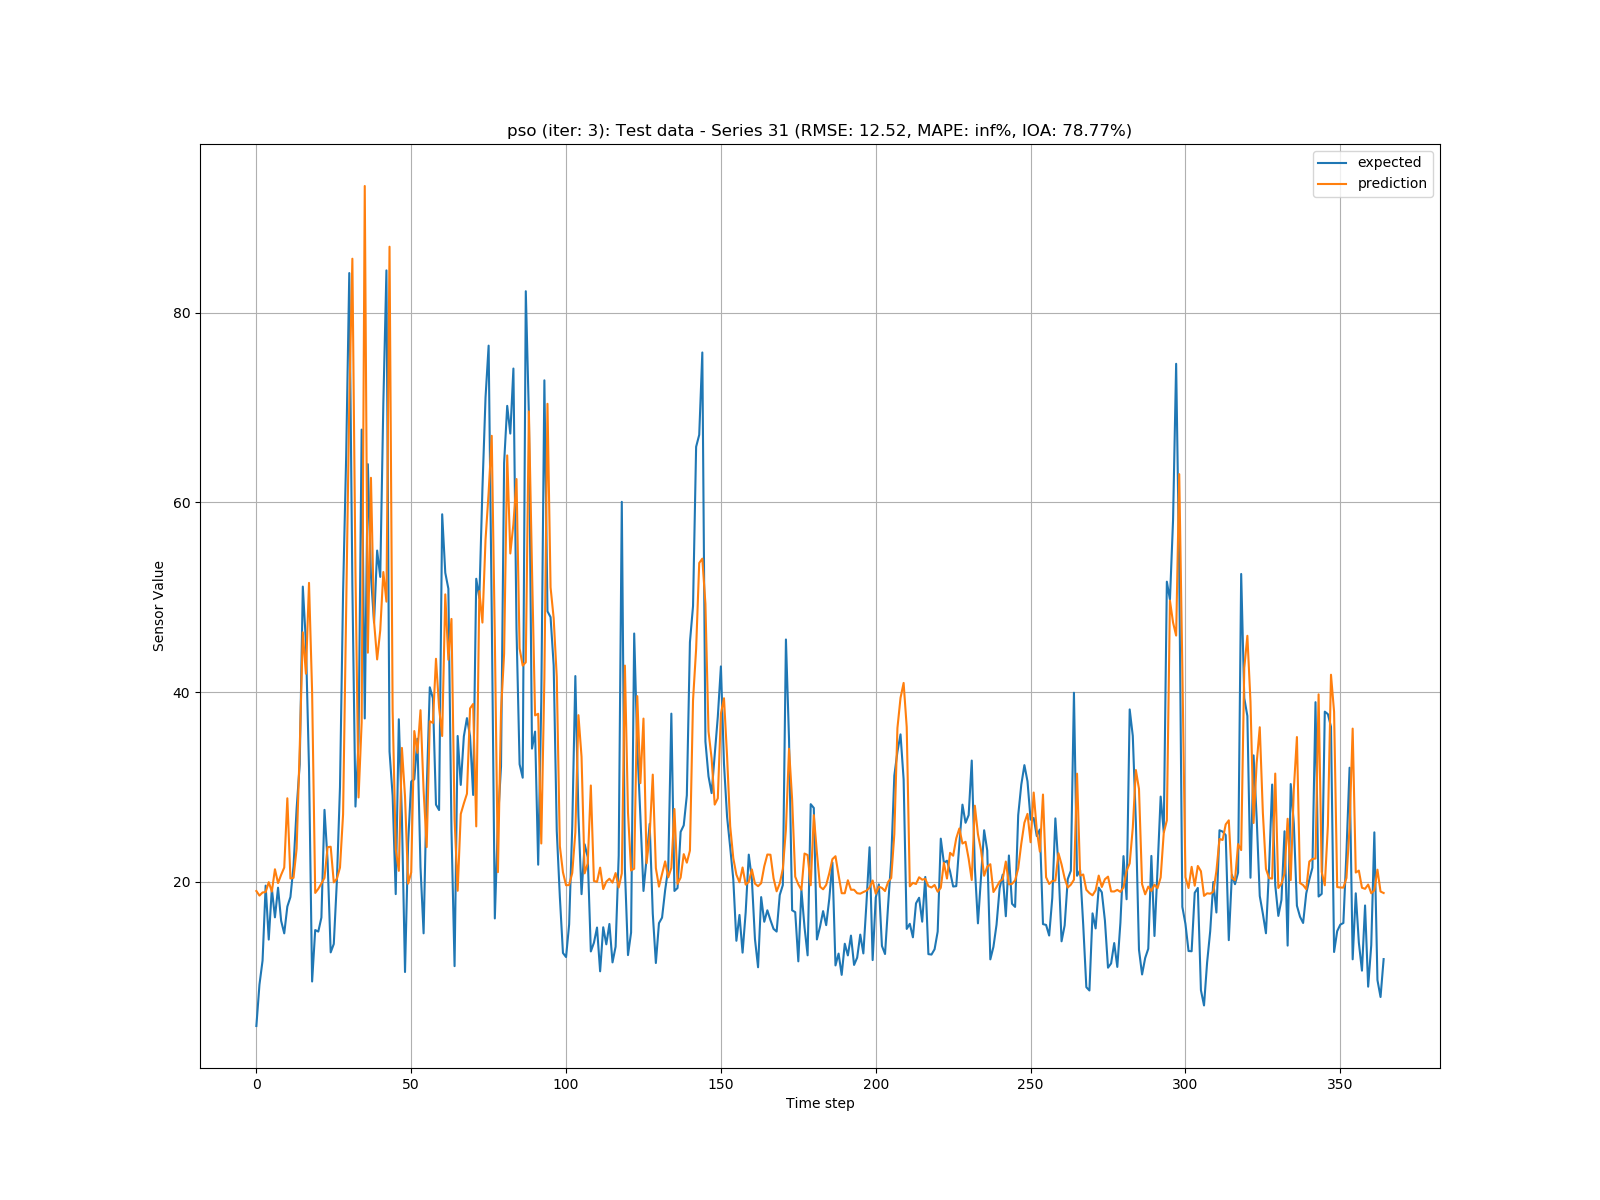 pso (iter: 3): Test data - Series 31 (RMSE: 12.52, MAPE: inf%, IOA: 78.77%)
expected
prediction
80
60
40
20
Sensor Value
0 50 100 150 200 250 300 350
Time step